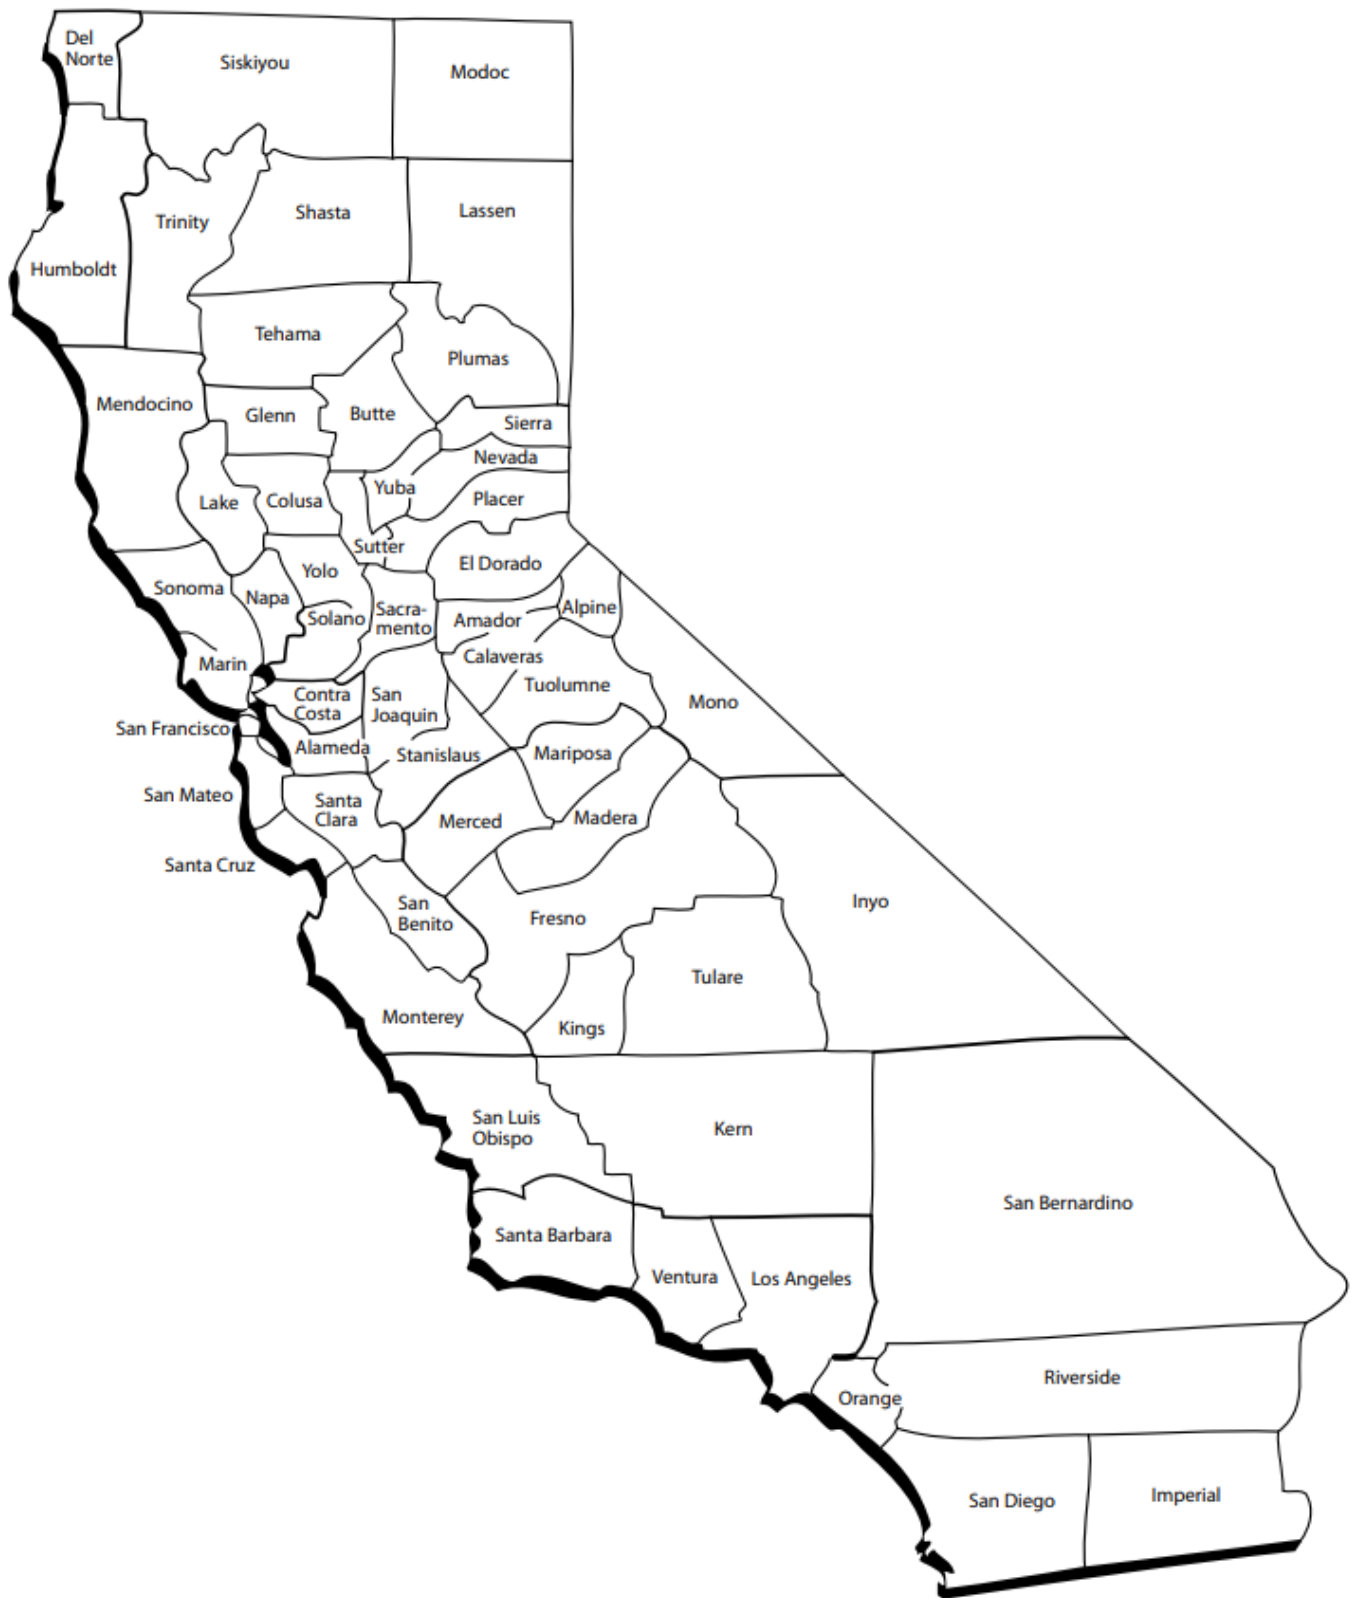 Del
Norte
Siskiyou
Modoc
Trinity
Shasta
Lassen
Humboldt
Tehama
Plumas
Mendocino
Glenn
Butte
Sierra
Nevada
Yuba
Placer
Lake
Colusa
Sutter
El Dorado
Yolo
Sonoma
Napa
Solano
Sacra-
mento
Amador
Alpine
Marin
Calaveras
Tuolumne
Contra
Costa
San
Joaquin
Mono
San Francisco
Alameda
Stanislaus
Mariposa
San Mateo
Santa
Clara
Merced
Madera
Santa Cruz
San
Benito
Fresno
Inyo
Tulare
Monterey
Kings
San Luis
Obispo
Kern
San Bernardino
Santa Barbara
Ventura
Los Angeles
Orange
Riverside
San Diego
Imperial